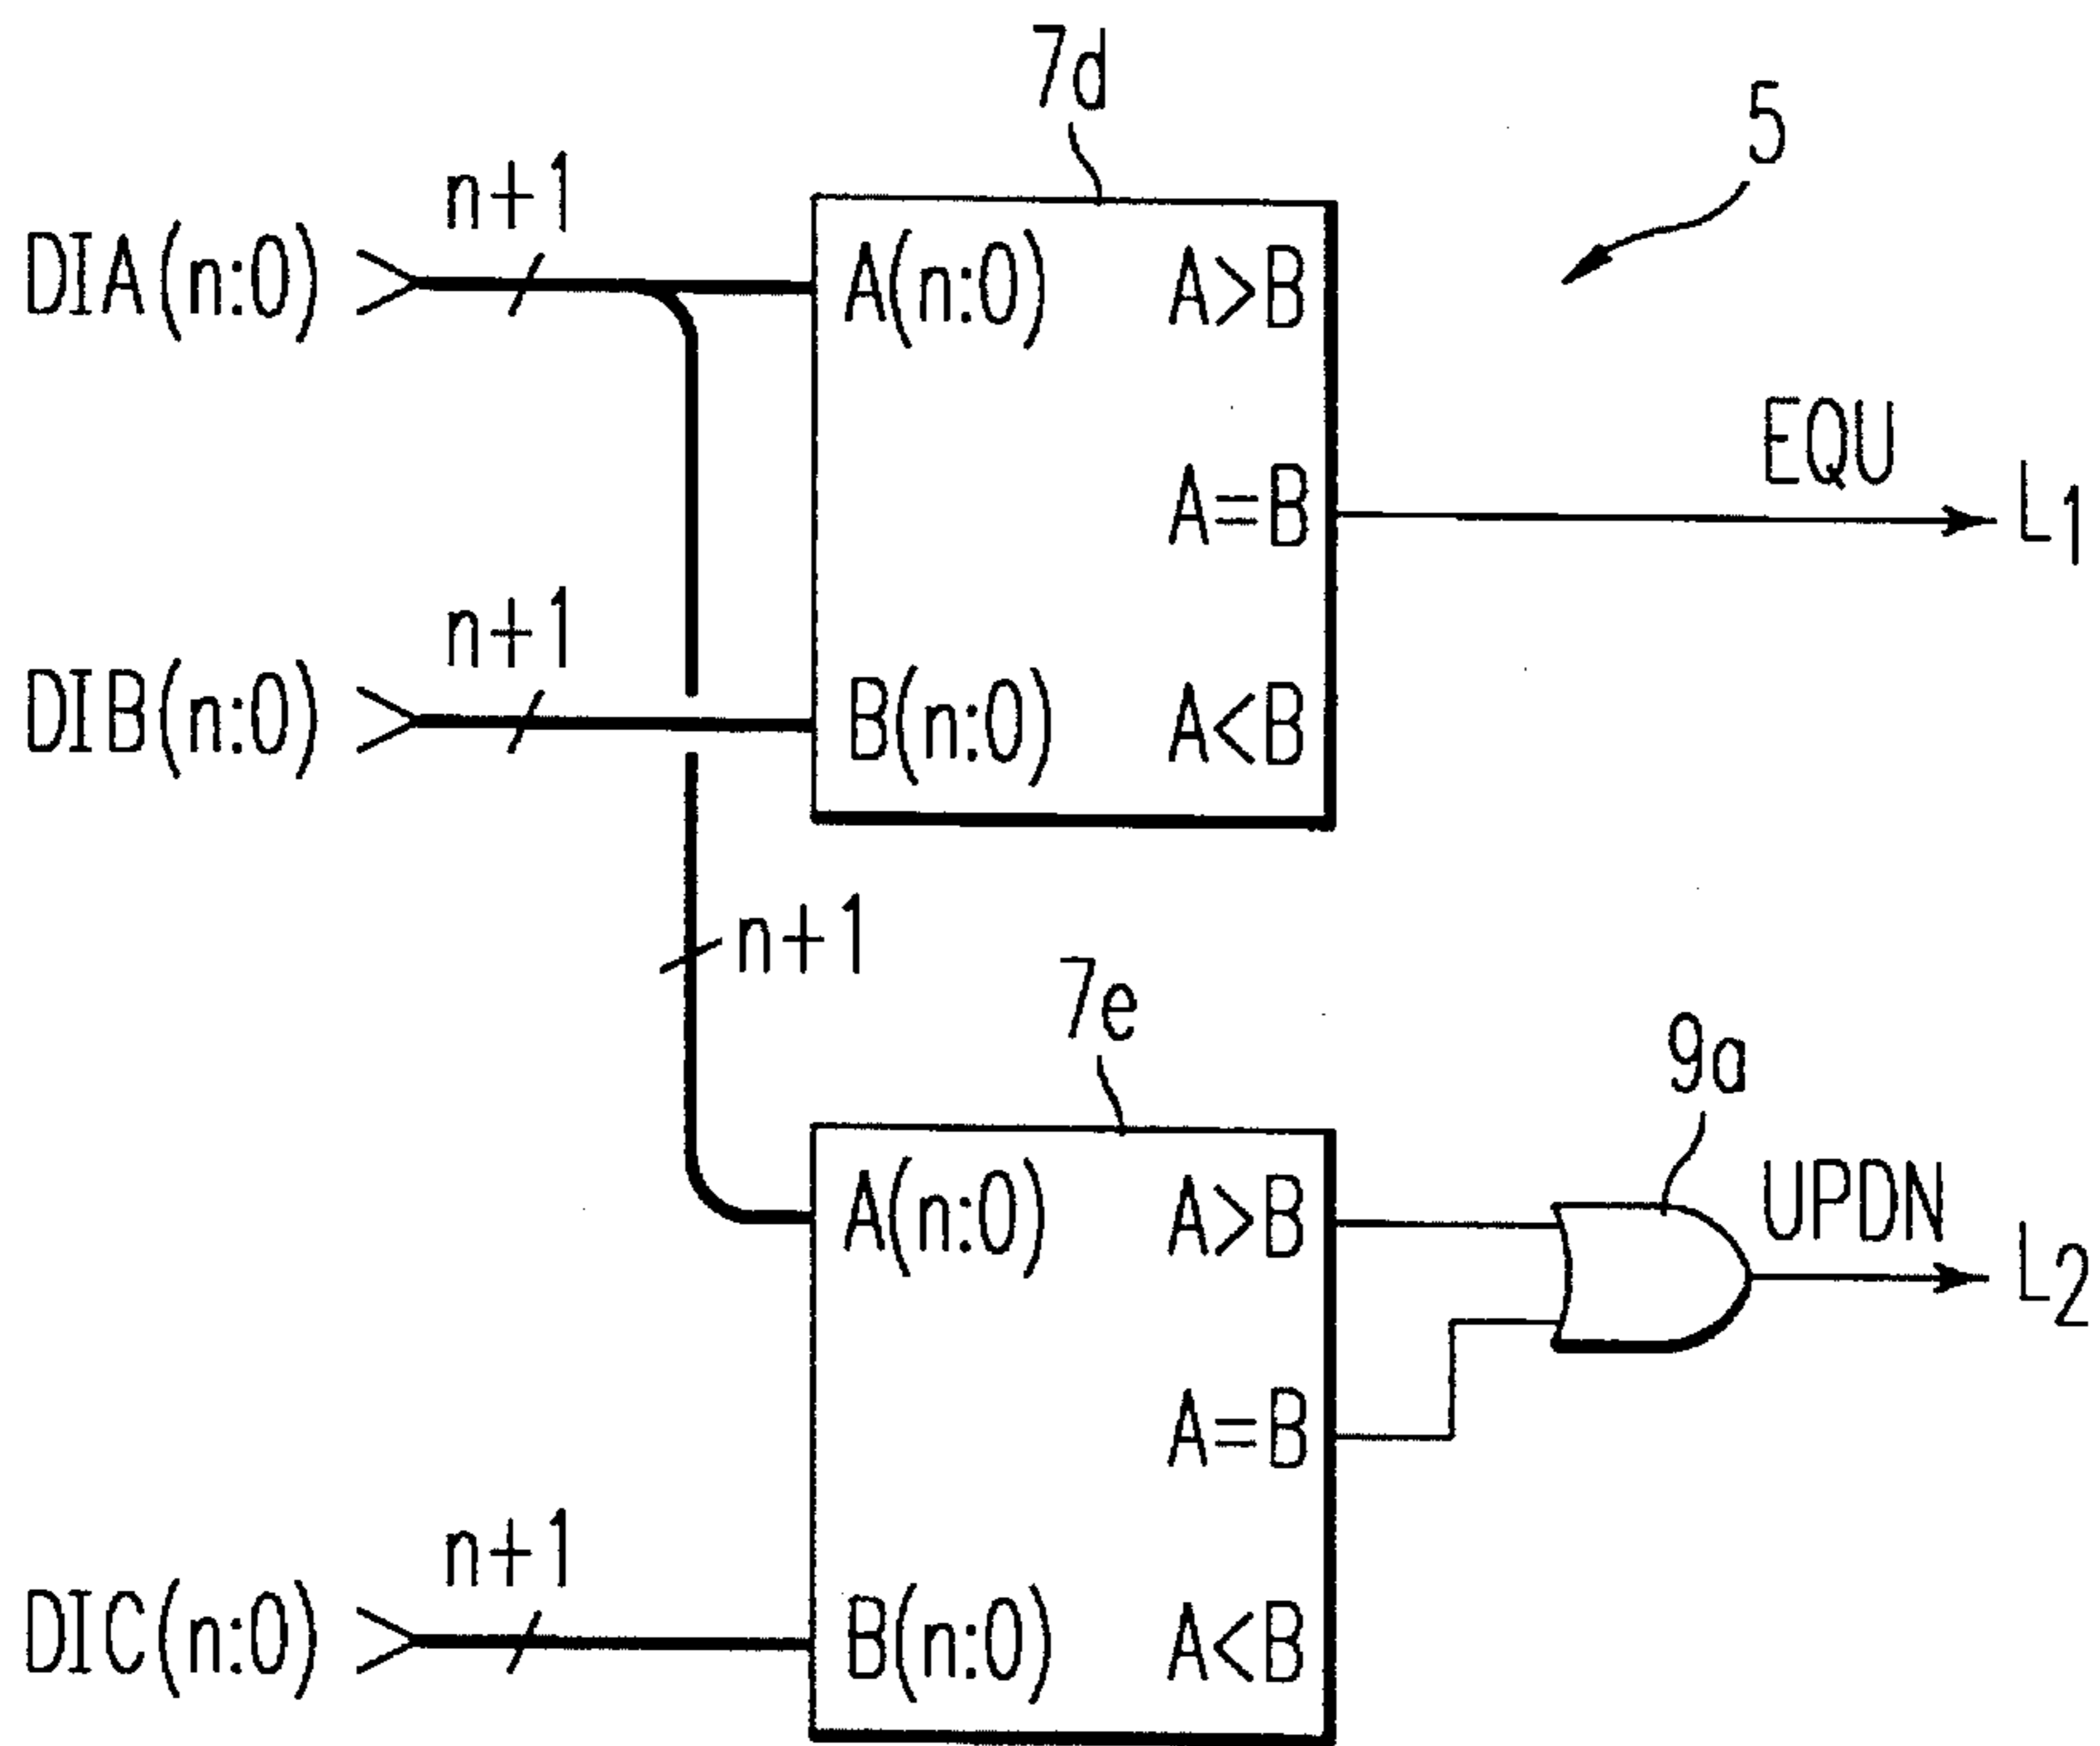 7d
5
n+1
DIA(n:0)
A(n:0) A>B
EQU
A=B
L1
n+1
DIB(n:0)
B(n:0) A<B
n+1
7e
9a
A(n:0) A>B
UPDN
L2
A=B
n+1
DIC(n:0)
B(n:0) A<B